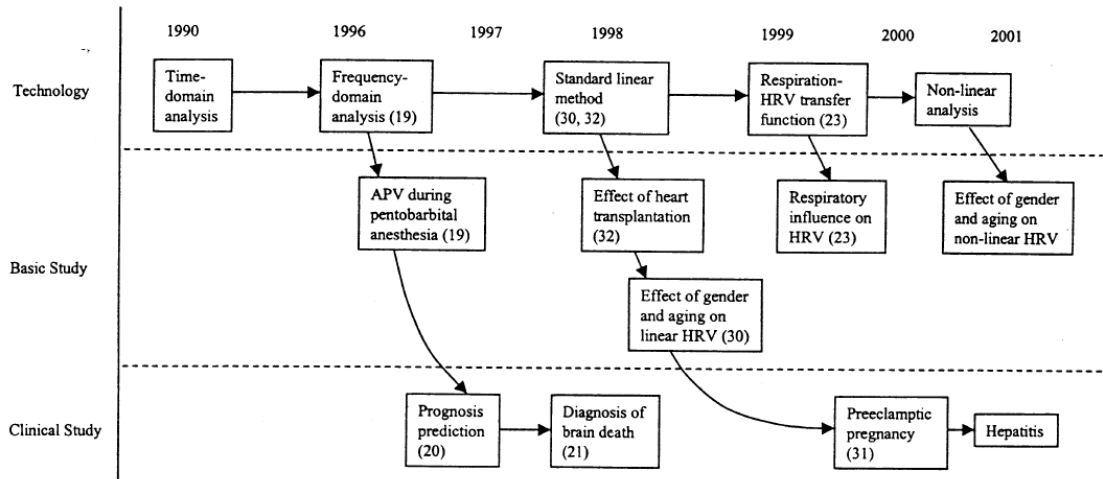 1990 1996 1997 1998 1999 2000 2001
Technology
Time-
domain
analysis
Frequency-
domain
analysis (19)
Standard linear
method
(30, 32)
Respiration-
HRV transfer
function (23)
Non-linear
analysis
Basic Study
APV during
pentobarbital
anesthesia (19)
Effect of heart
transplantation
(32)
Respiratory
influence on
HRV (23)
Effect of gender
and aging on
non-linear HRV
Effect of gender
and aging on
linear HRV (30)
Clinical Study
Prognosis
prediction
(20)
Diagnosis of
brain death
(21)
Preeclamptic
pregnancy
(31)
Hepatitis